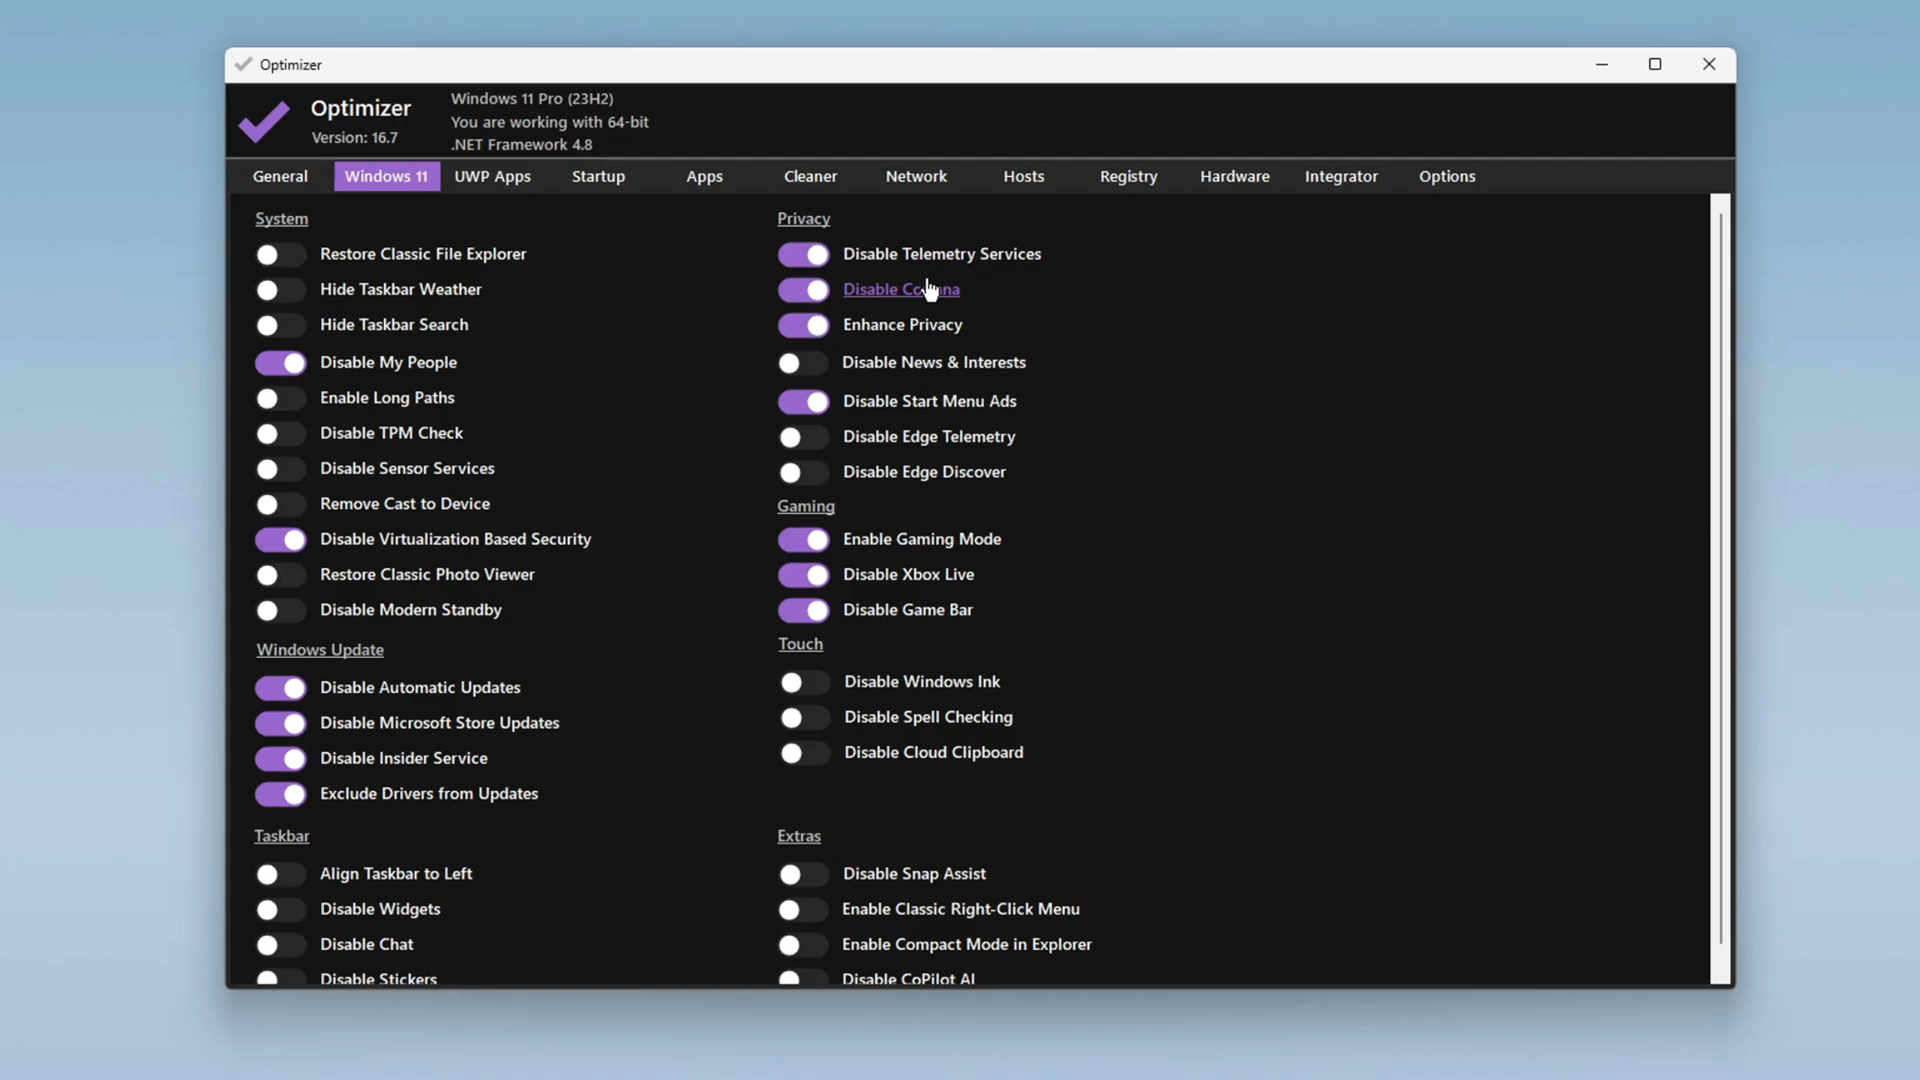 Optimizer
Optimizer
Version: 16.7
Windows 11 Pro (23H2)
You are working with 64-bit
.NET Framework 4.8
General Windows 11 UWP Apps Startup Apps Cleaner Network Hosts Registry Hardware Integrator Options
System
Restore Classic File Explorer
Hide Taskbar Weather
Hide Taskbar Search
Disable My People
Enable Long Paths
Disable TPM Check
Disable Sensor Services
Remove Cast to Device
Disable Virtualization Based Security
Restore Classic Photo Viewer
Disable Modern Standby
Windows Update
Disable Automatic Updates
Disable Microsoft Store Updates
Disable Insider Service
Exclude Drivers from Updates
Taskbar
Align Taskbar to Left
Disable Widgets
Disable Chat
Disable Stickers
Privacy
Disable Telemetry Services
Disable Cortana
Enhance Privacy
Disable News & Interests
Disable Start Menu Ads
Disable Edge Telemetry
Disable Edge Discover
Gaming
Enable Gaming Mode
Disable Xbox Live
Disable Game Bar
Touch
Disable Windows Ink
Disable Spell Checking
Disable Cloud Clipboard
Extras
Disable Snap Assist
Enable Classic Right-Click Menu
Enable Compact Mode in Explorer
Disable CoPilot AI